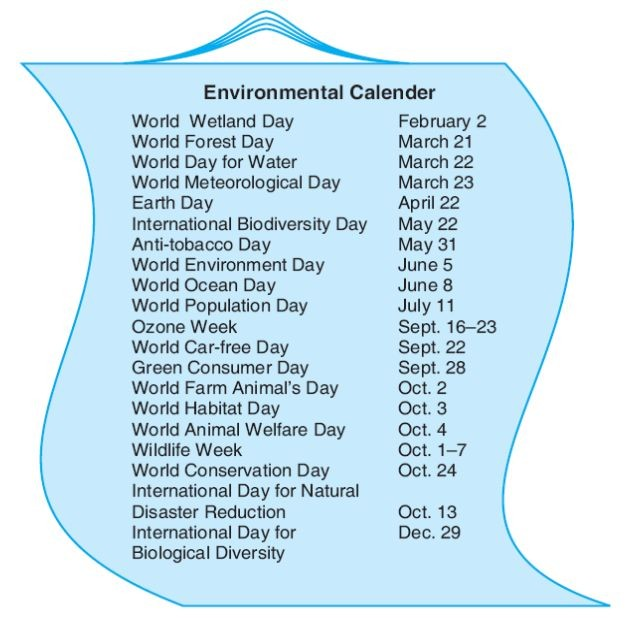 Environmental Calender
World Wetland Day February 2
World Forest Day March 21
World Day for Water March 22
World Meteorological Day March 23
Earth Day April 22
International Biodiversity Day May 22
Anti-tobacco Day May 31
World Environment Day June 5
World Ocean Day June 8
World Population Day July 11
Ozone Week Sept. 16–23
World Car-free Day Sept. 22
Green Consumer Day Sept. 28
World Farm Animal's Day Oct. 2
World Habitat Day Oct. 3
World Animal Welfare Day Oct. 4
Wildlife Week Oct. 1–7
World Conservation Day Oct. 24
International Day for Natural
Disaster Reduction Oct. 13
International Day for Dec. 29
Biological Diversity